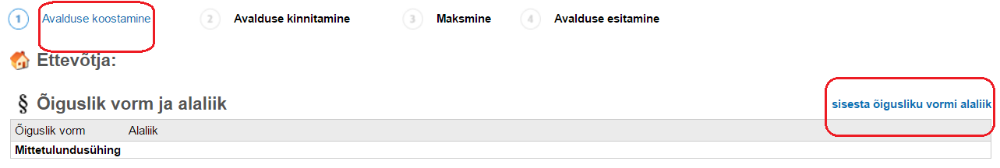 1 Avalduse koostamine 2 Avalduse kinnitamine 3 Maksmine 4 Avalduse esitamine
Ettevõtja:
§ Õiguslik vorm ja alaliik sisesta õigusliku vormi alaliik
Õiguslik vorm Alaliik
Mittetulundusühing